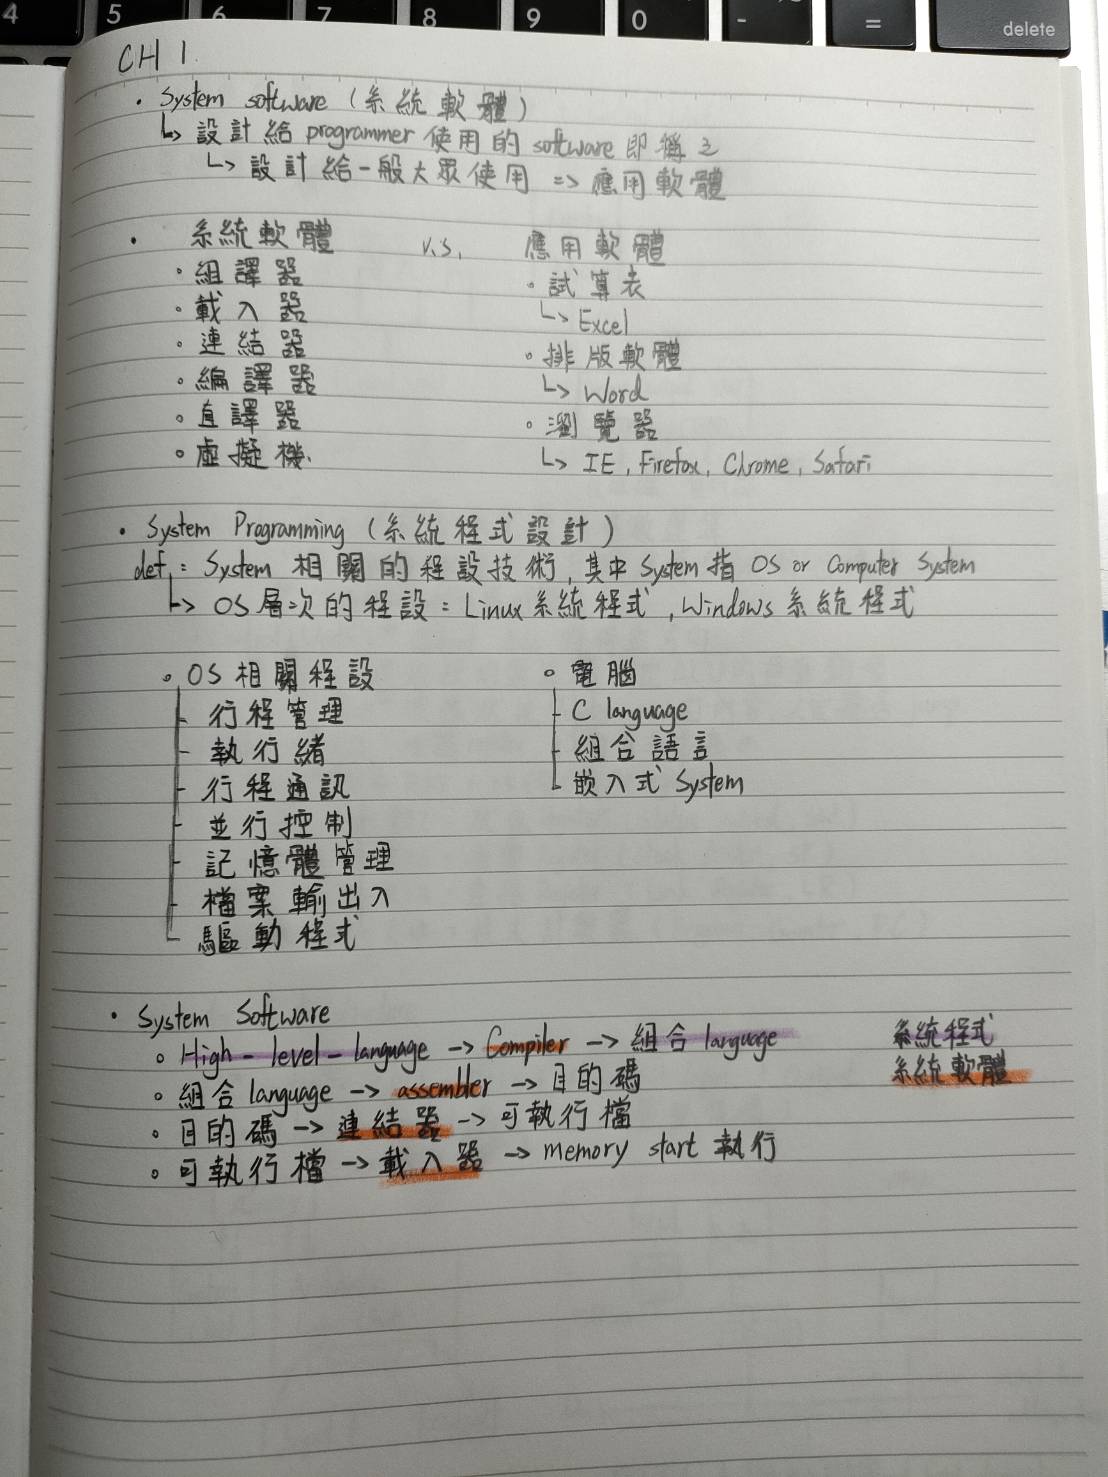 4 5 6 7 8 9 0 - = delete
CH 1.
· System software (系統軟體)
↳ 設計給 programmer 使用的 software 即稱之
↳ 設計給一般大眾使用 => 應用軟體
· 系統軟體 v.s. 應用軟體
· 組譯器 · 試算表
· 載入器 ↳ Excel
· 連結器 · 排版軟體
· 編譯器 ↳ Word
· 直譯器 · 瀏覽器
· 虛擬機 ↳ IE, Firefox, Chrome, Safari
· System Programming (系統程式設計)
def : System 相關的程設技術, 其中 System 指 OS or Computer System
↳ OS 層次的程設 : Linux 系統程式, Windows 系統程式
· OS 相關程設 · 電腦
行程管理 C language
執行緒 組合語言
行程通訊 嵌入式 System
並行控制
記憶體管理
檔案輸出入
驅動程式
· System Software
· High-level-language → Compiler → 組合 language 系統程式
· 組合 language → assembler → 目的碼 系統軟體
· 目的碼 → 連結器 → 可執行檔
· 可執行檔 → 載入器 → memory start 執行